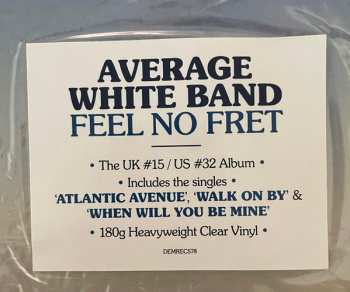 AVERAGE
WHITE BAND
FEEL NO FRET
• The UK #15 / US #32 Album •
• Includes the singles •
‘ATLANTIC AVENUE’, ‘WALK ON BY’ &
‘WHEN WILL YOU BE MINE’
• 180g Heavyweight Clear Vinyl •
DEMREC578